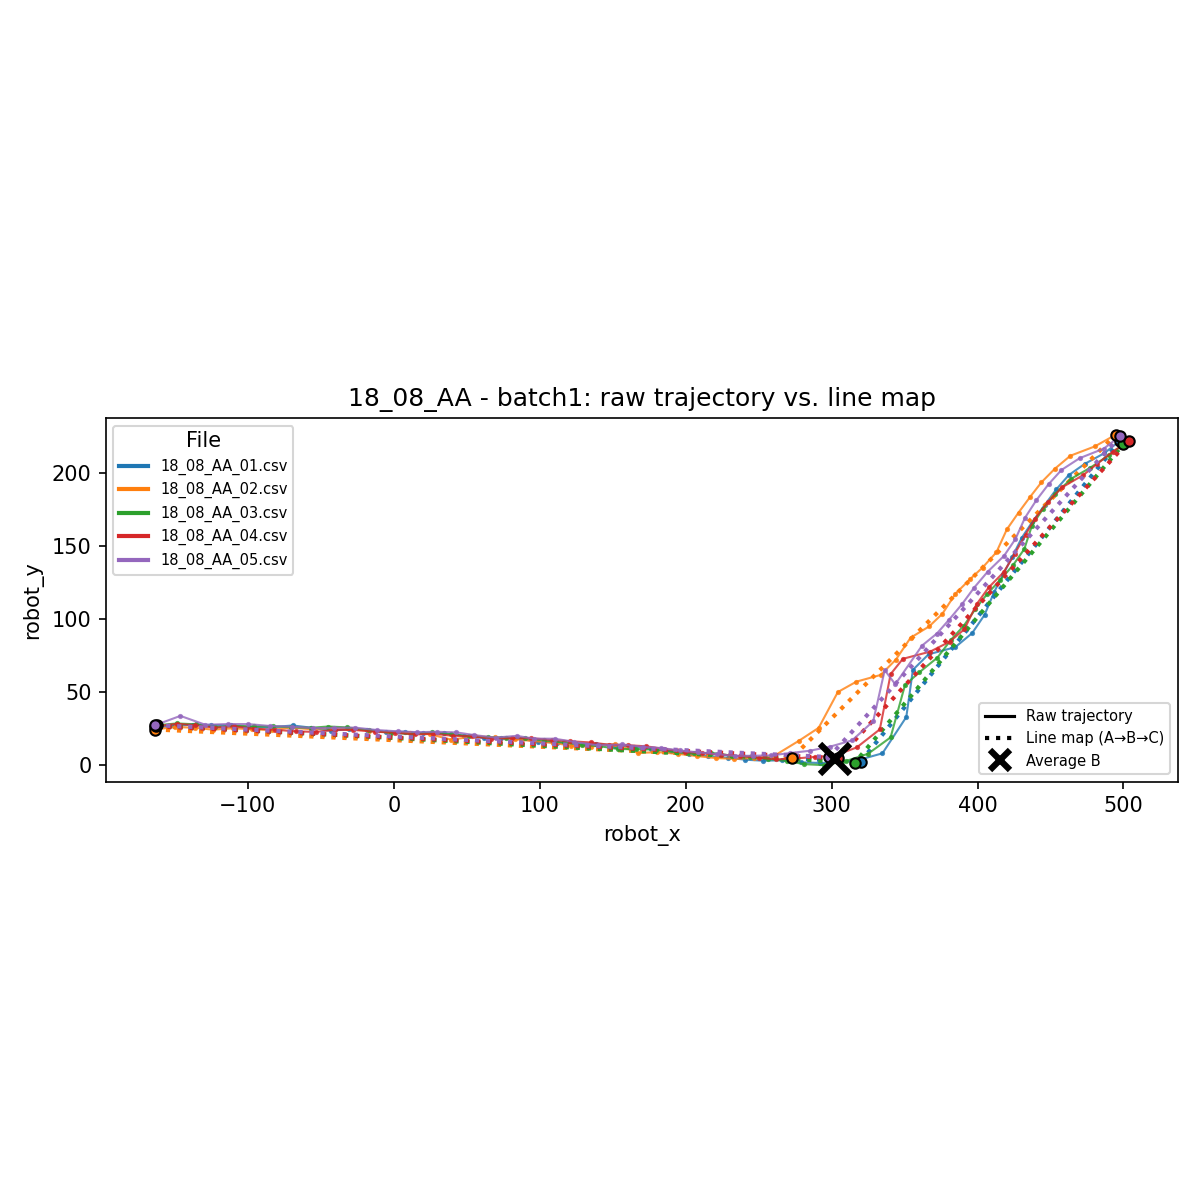 18_08_AA - batch1: raw trajectory vs. line map
File
18_08_AA_01.csv
18_08_AA_02.csv
18_08_AA_03.csv
18_08_AA_04.csv
18_08_AA_05.csv
200
150
100
50
0
robot_y
Raw trajectory
Line map (A→B→C)
Average B
−100
0
100
200
300
400
500
robot_x